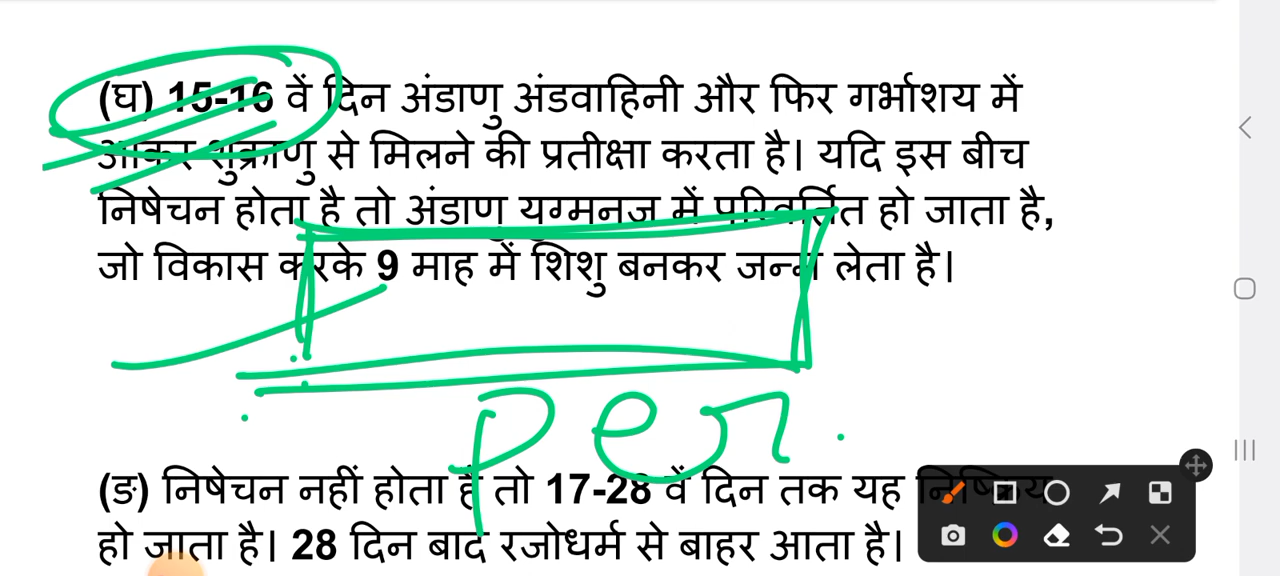 (घ) 15-16 वें दिन अंडाणु अंडवाहिनी और फिर गर्भाशय में
आकर शुक्राणु से मिलने की प्रतीक्षा करता है। यदि इस बीच
निषेचन होता है तो अंडाणु युग्मनज में परिवर्तित हो जाता है,
जो विकास करके 9 माह में शिशु बनकर जन्म लेता है।
per
(ङ) निषेचन नहीं होता है तो 17-28 वें दिन तक यह निष्क्रिय
हो जाता है। 28 दिन बाद रजोधर्म से बाहर आता है।